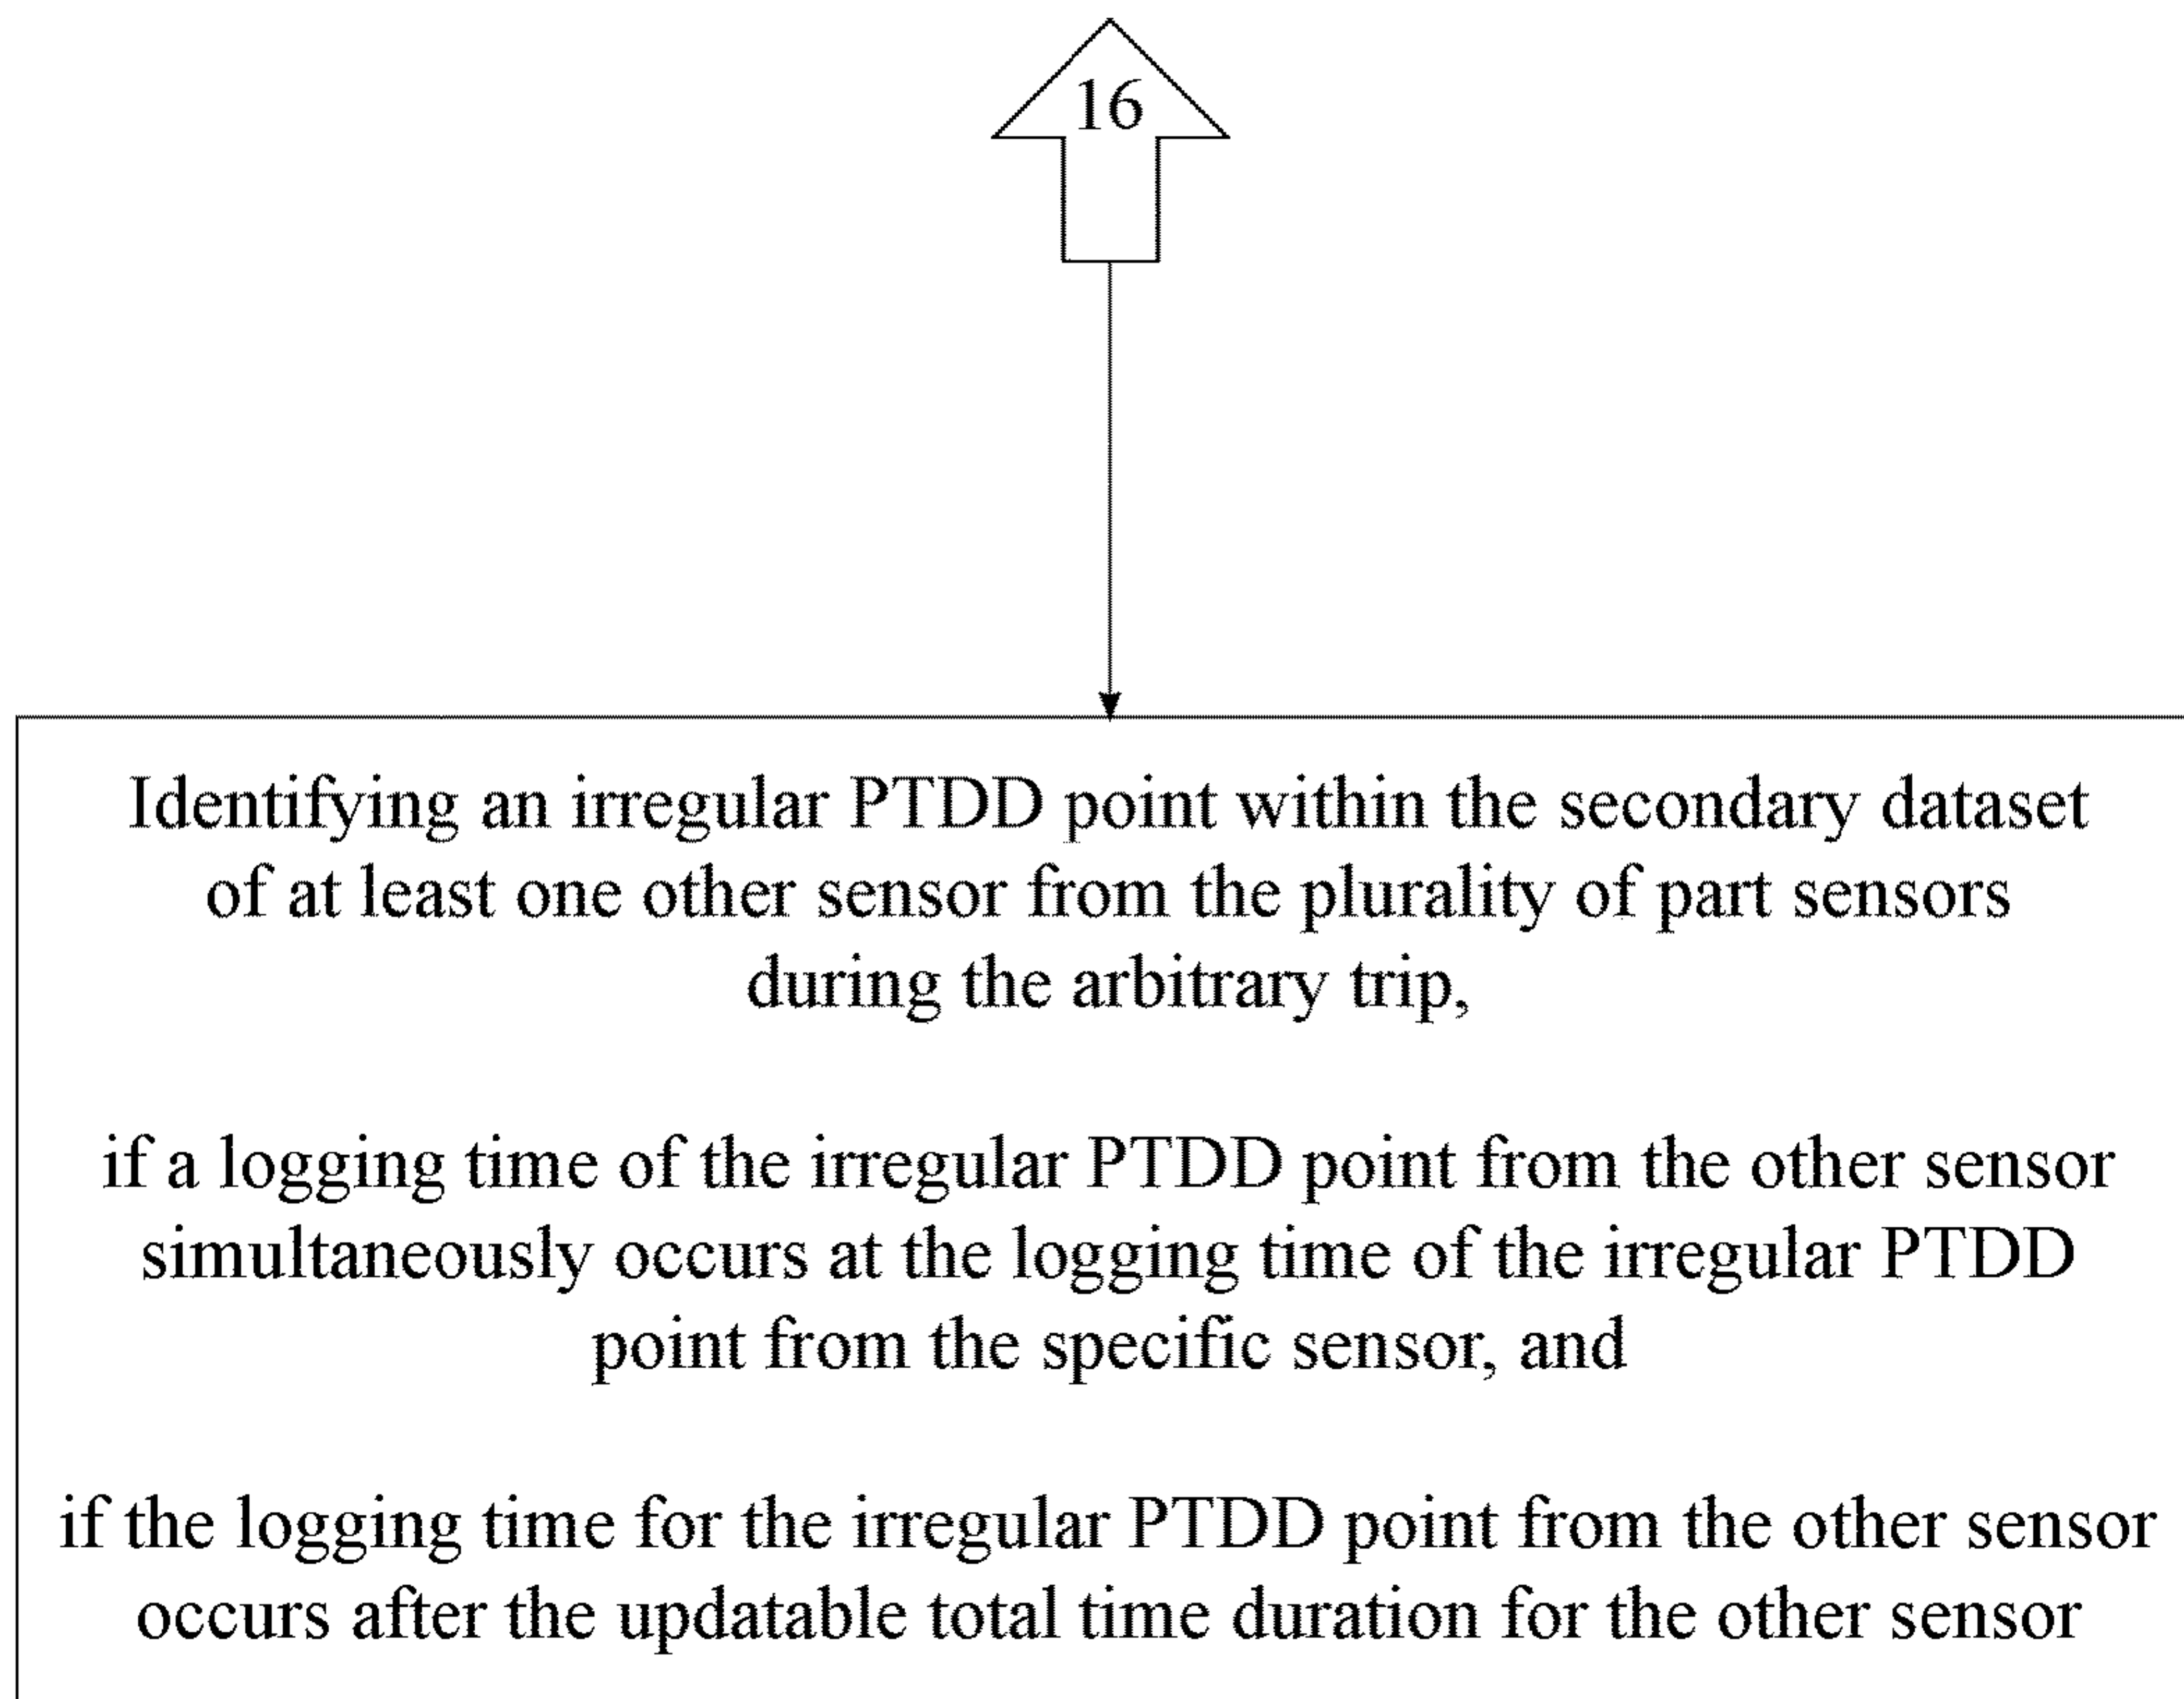 16
Identifying an irregular PTDD point within the secondary dataset
of at least one other sensor from the plurality of part sensors
during the arbitrary trip,
if a logging time of the irregular PTDD point from the other sensor
simultaneously occurs at the logging time of the irregular PTDD
point from the specific sensor, and
if the logging time for the irregular PTDD point from the other sensor
occurs after the updatable total time duration for the other sensor